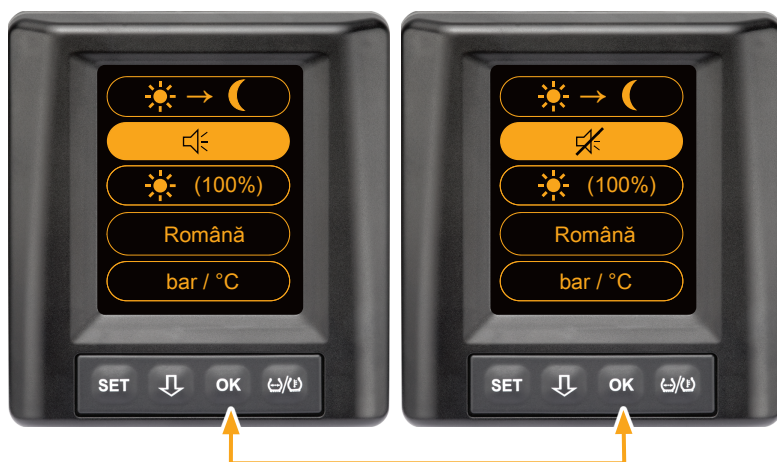 (100%)
Română
bar / °C
SET OK
(100%)
Română
bar / °C
SET OK